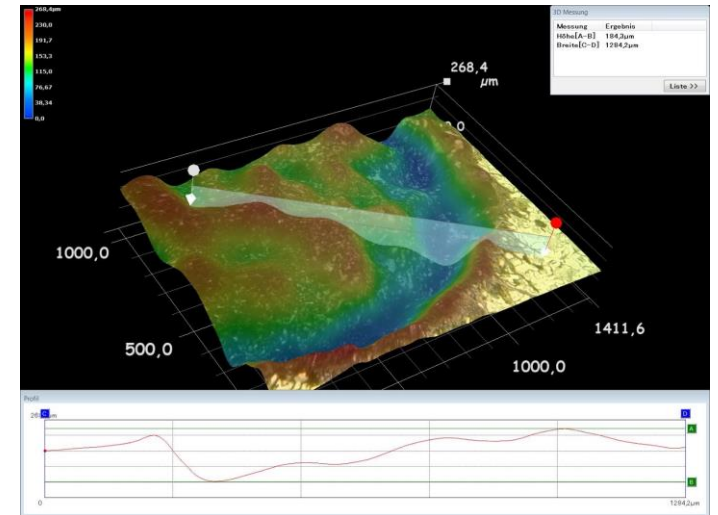 268,4µm
230,0
191,7
153,3
115,0
76,67
38,34
0,0
3D Messung
Messung Ergebnis
Höhe[A-B] 184,3µm
Breite[C-D] 1284,2µm
Liste >>
268,4
µm
1000,0
500,0
1000,0
1411,6
Profil
C
D
A
B
0
1284,2µm